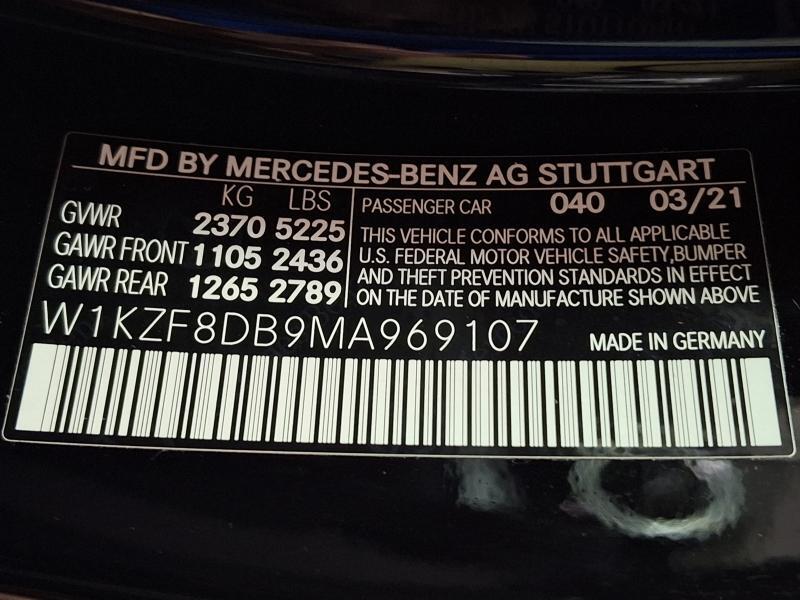 MFD BY MERCEDES-BENZ AG STUTTGART
KG LBS
GVWR 2370 5225
GAWR FRONT 1105 2436
GAWR REAR 1265 2789
PASSENGER CAR 040 03/21
THIS VEHICLE CONFORMS TO ALL APPLICABLE
U.S. FEDERAL MOTOR VEHICLE SAFETY,BUMPER
AND THEFT PREVENTION STANDARDS IN EFFECT
ON THE DATE OF MANUFACTURE SHOWN ABOVE
W1KZF8DB9MA969107
MADE IN GERMANY